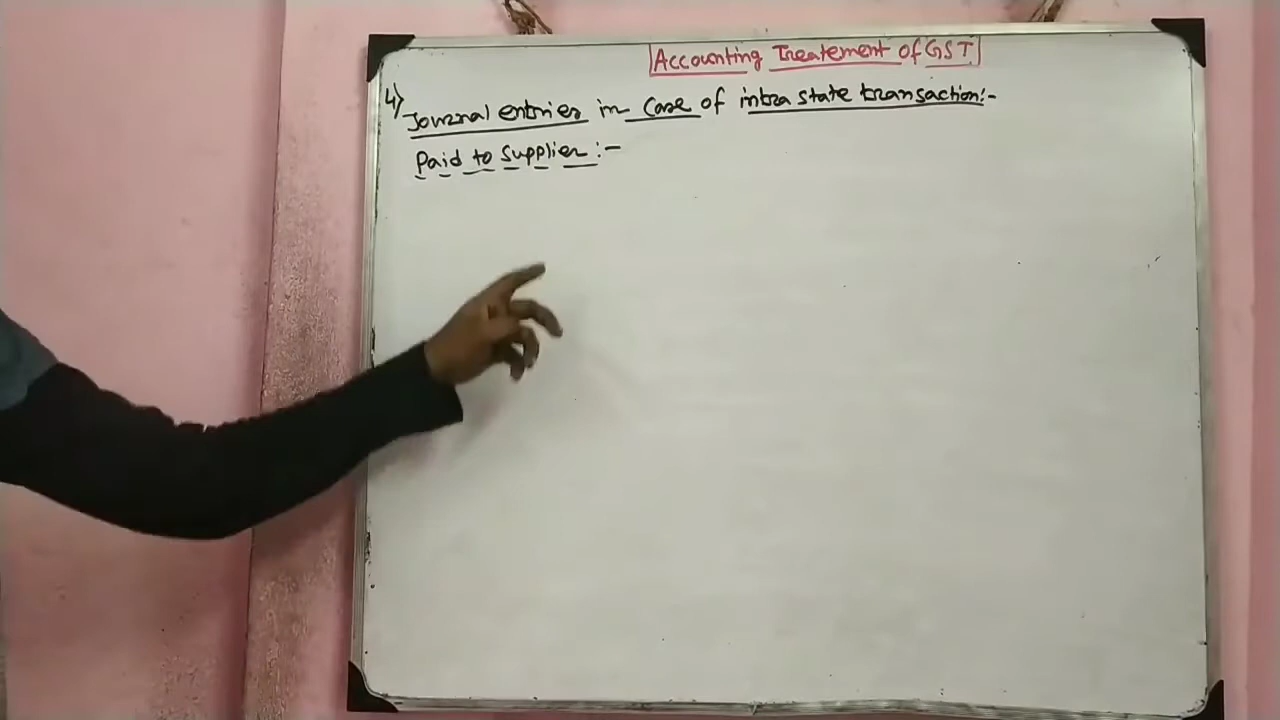 Accounting Treatement of GST
4) Journal entries in case of intra state transaction:-
Paid to Supplier:-